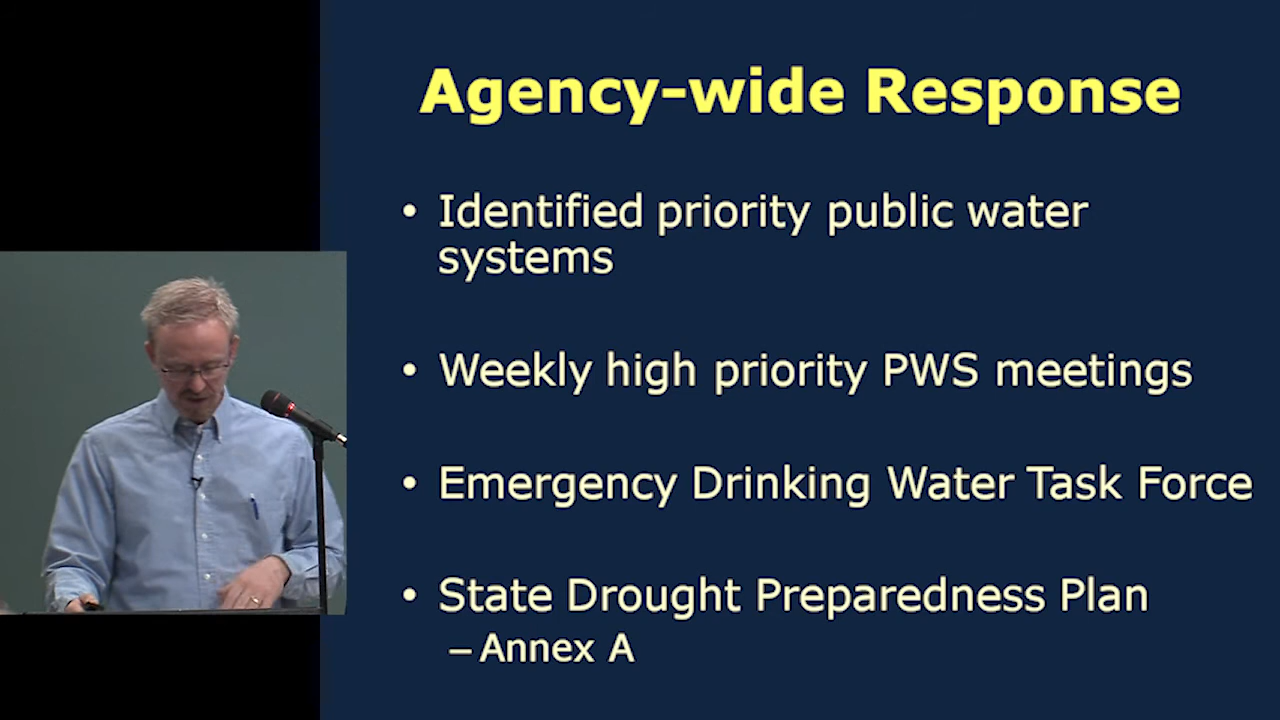 Agency-wide Response
• Identified priority public water
systems
• Weekly high priority PWS meetings
• Emergency Drinking Water Task Force
• State Drought Preparedness Plan
– Annex A